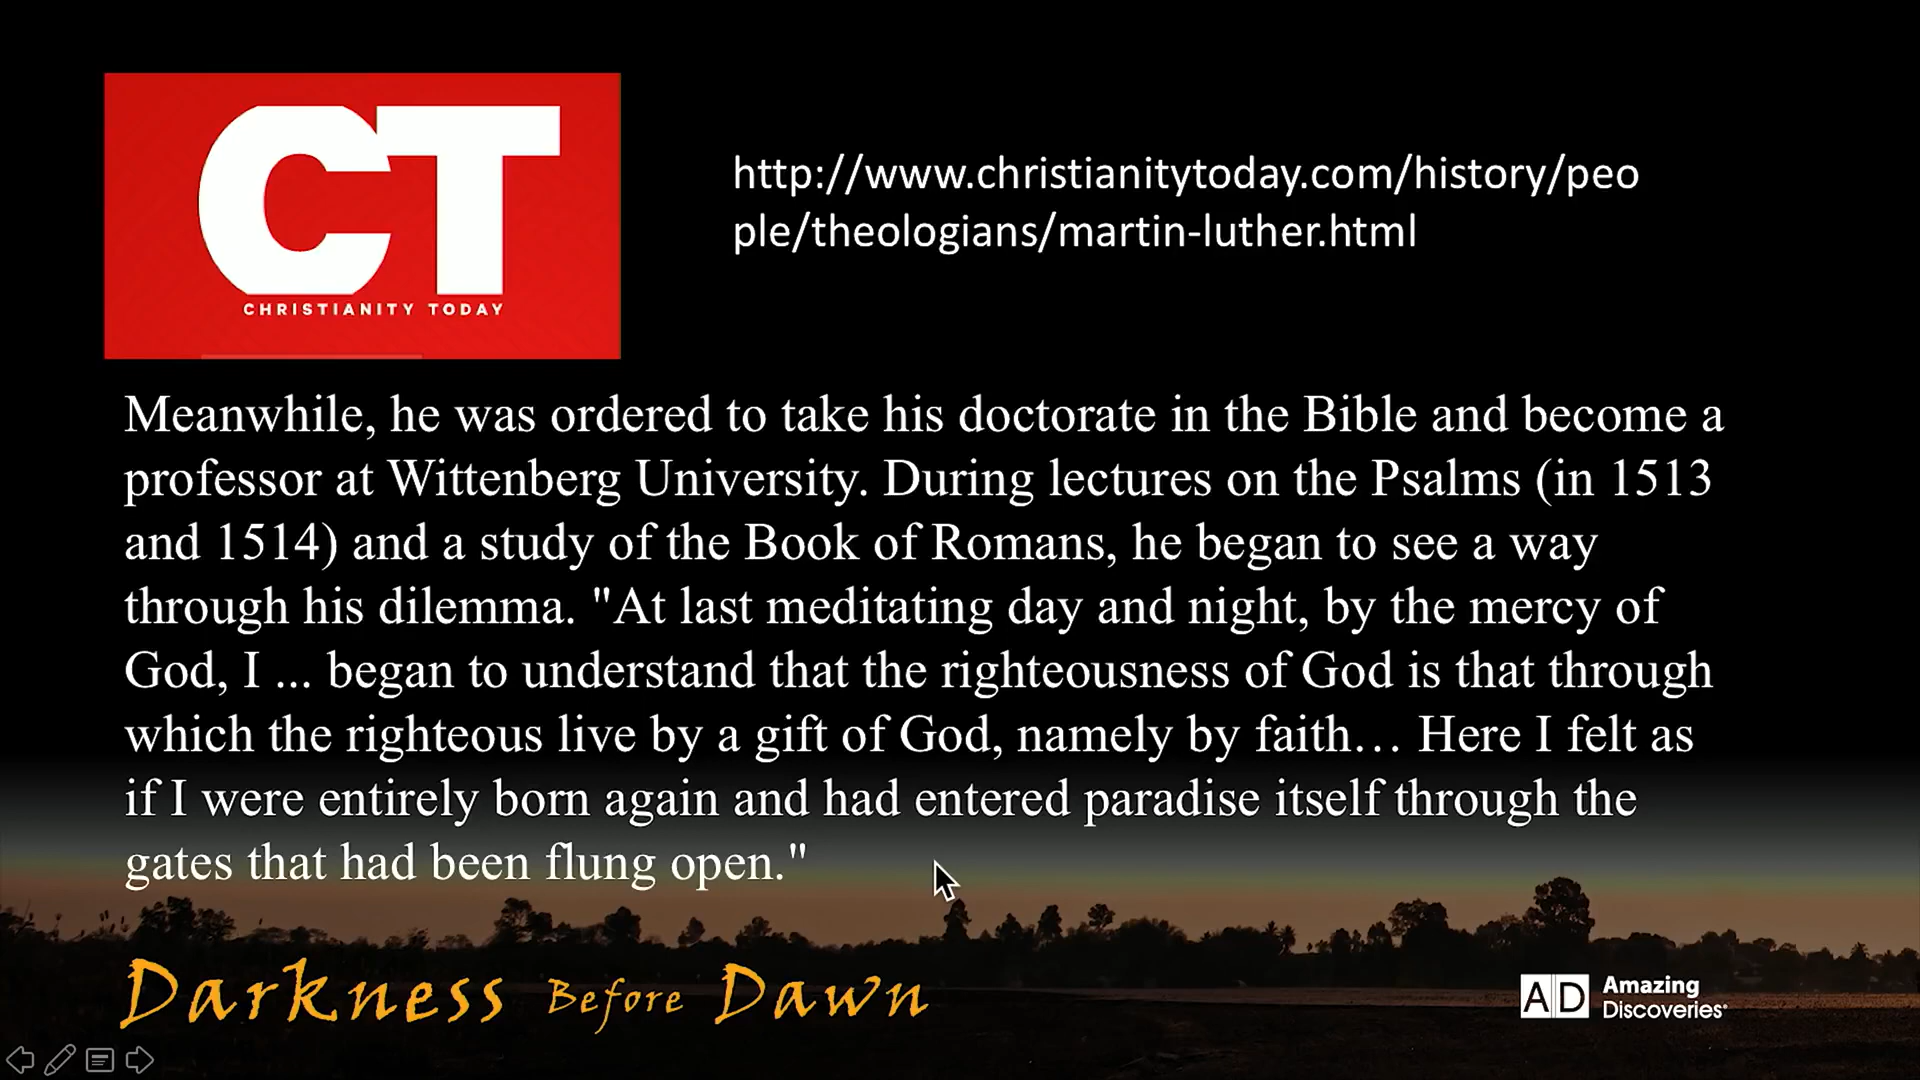 CT
CHRISTIANITY TODAY
http://www.christianitytoday.com/history/peo
ple/theologians/martin-luther.html
Meanwhile, he was ordered to take his doctorate in the Bible and become a
professor at Wittenberg University. During lectures on the Psalms (in 1513
and 1514) and a study of the Book of Romans, he began to see a way
through his dilemma. "At last meditating day and night, by the mercy of
God, I ... began to understand that the righteousness of God is that through
which the righteous live by a gift of God, namely by faith… Here I felt as
if I were entirely born again and had entered paradise itself through the
gates that had been flung open."
Darkness Before Dawn
AD Amazing
Discoveries